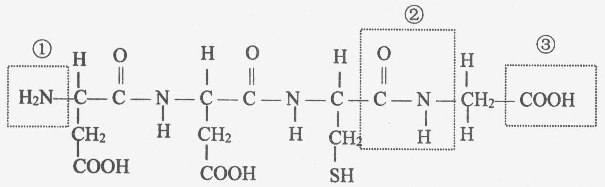 ②
① ③
H O H O H O H
H₂N C C N C C N C C N CH₂ COOH
CH₂ H CH₂ H CH₂ H H
COOH COOH SH